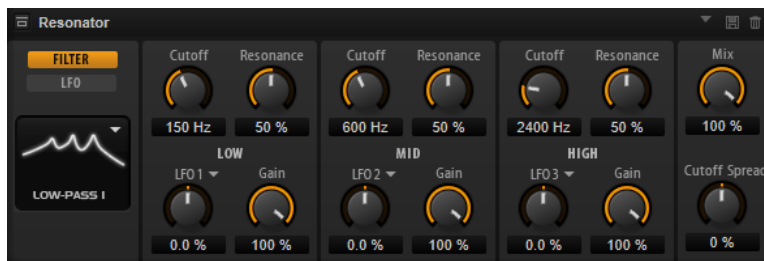 Resonator
FILTER
LFO
LOW-PASS I
Cutoff Resonance
150 Hz 50 %
LOW
LFO 1 Gain
0.0 % 100 %
Cutoff Resonance
600 Hz 50 %
MID
LFO 2 Gain
0.0 % 100 %
Cutoff Resonance
2400 Hz 50 %
HIGH
LFO 3 Gain
0.0 % 100 %
Mix
100 %
Cutoff Spread
0 %